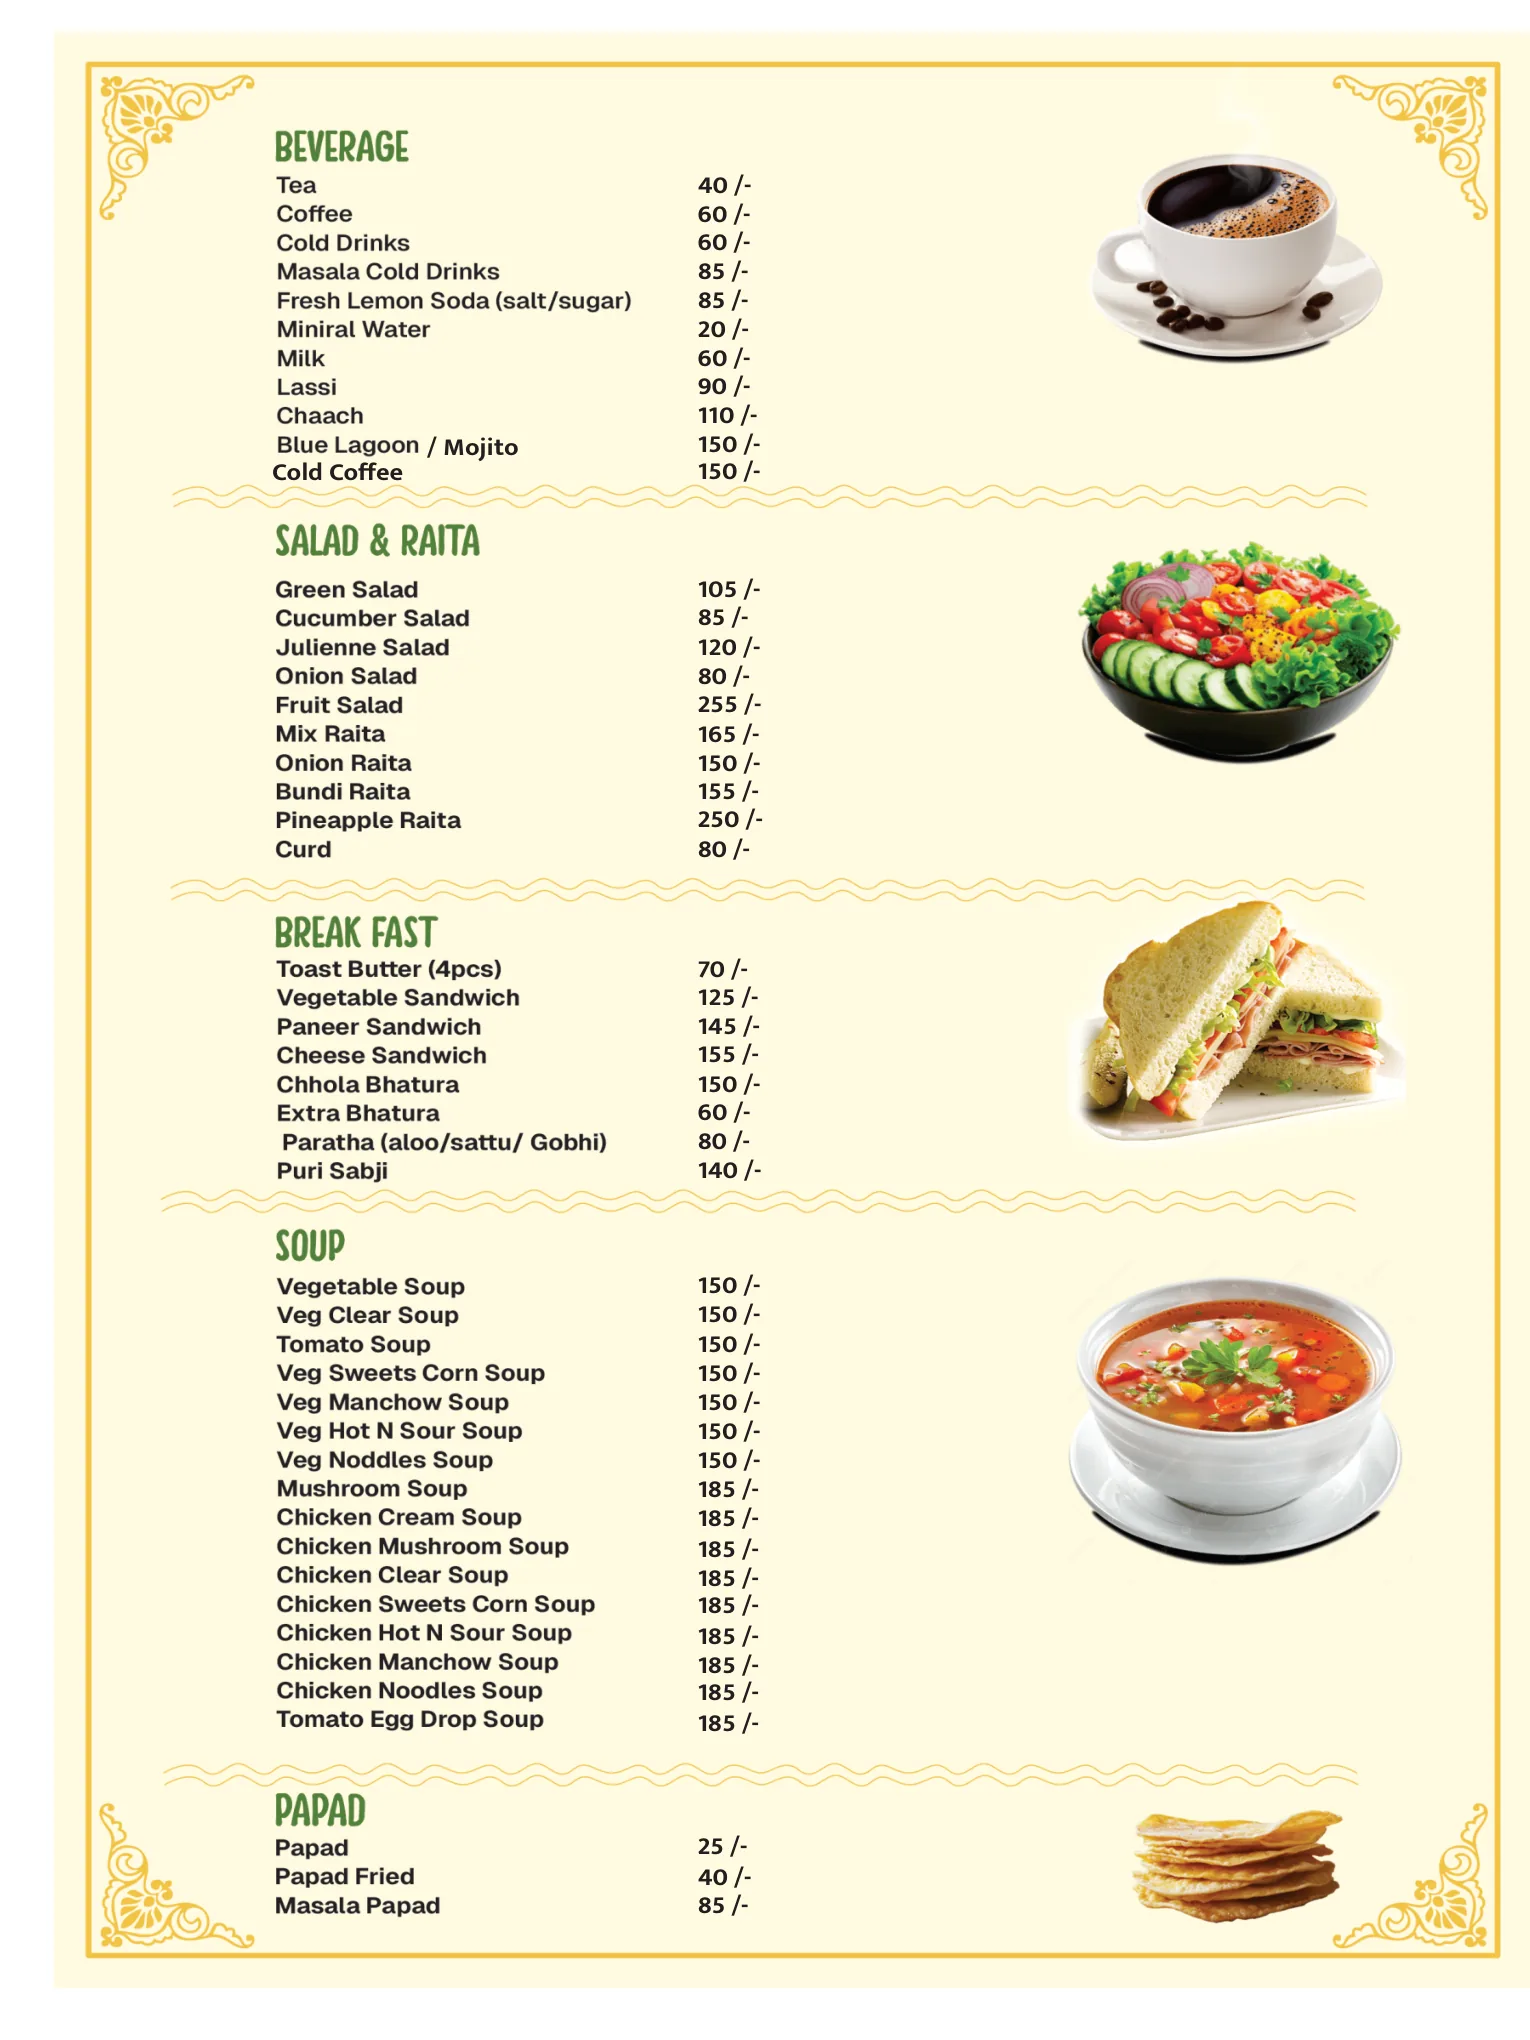 BEVERAGE
Tea 40 /-
Coffee 60 /-
Cold Drinks 60 /-
Masala Cold Drinks 85 /-
Fresh Lemon Soda (salt/sugar) 85 /-
Miniral Water 20 /-
Milk 60 /-
Lassi 90 /-
Chaach 110 /-
Blue Lagoon / Mojito 150 /-
Cold Coffee 150 /-
SALAD & RAITA
Green Salad 105 /-
Cucumber Salad 85 /-
Julienne Salad 120 /-
Onion Salad 80 /-
Fruit Salad 255 /-
Mix Raita 165 /-
Onion Raita 150 /-
Bundi Raita 155 /-
Pineapple Raita 250 /-
Curd 80 /-
BREAK FAST
Toast Butter (4pcs) 70 /-
Vegetable Sandwich 125 /-
Paneer Sandwich 145 /-
Cheese Sandwich 155 /-
Chhola Bhatura 150 /-
Extra Bhatura 60 /-
Paratha (aloo/sattu/ Gobhi) 80 /-
Puri Sabji 140 /-
SOUP
Vegetable Soup 150 /-
Veg Clear Soup 150 /-
Tomato Soup 150 /-
Veg Sweets Corn Soup 150 /-
Veg Manchow Soup 150 /-
Veg Hot N Sour Soup 150 /-
Veg Noddles Soup 150 /-
Mushroom Soup 185 /-
Chicken Cream Soup 185 /-
Chicken Mushroom Soup 185 /-
Chicken Clear Soup 185 /-
Chicken Sweets Corn Soup 185 /-
Chicken Hot N Sour Soup 185 /-
Chicken Manchow Soup 185 /-
Chicken Noodles Soup 185 /-
Tomato Egg Drop Soup 185 /-
PAPAD
Papad 25 /-
Papad Fried 40 /-
Masala Papad 85 /-